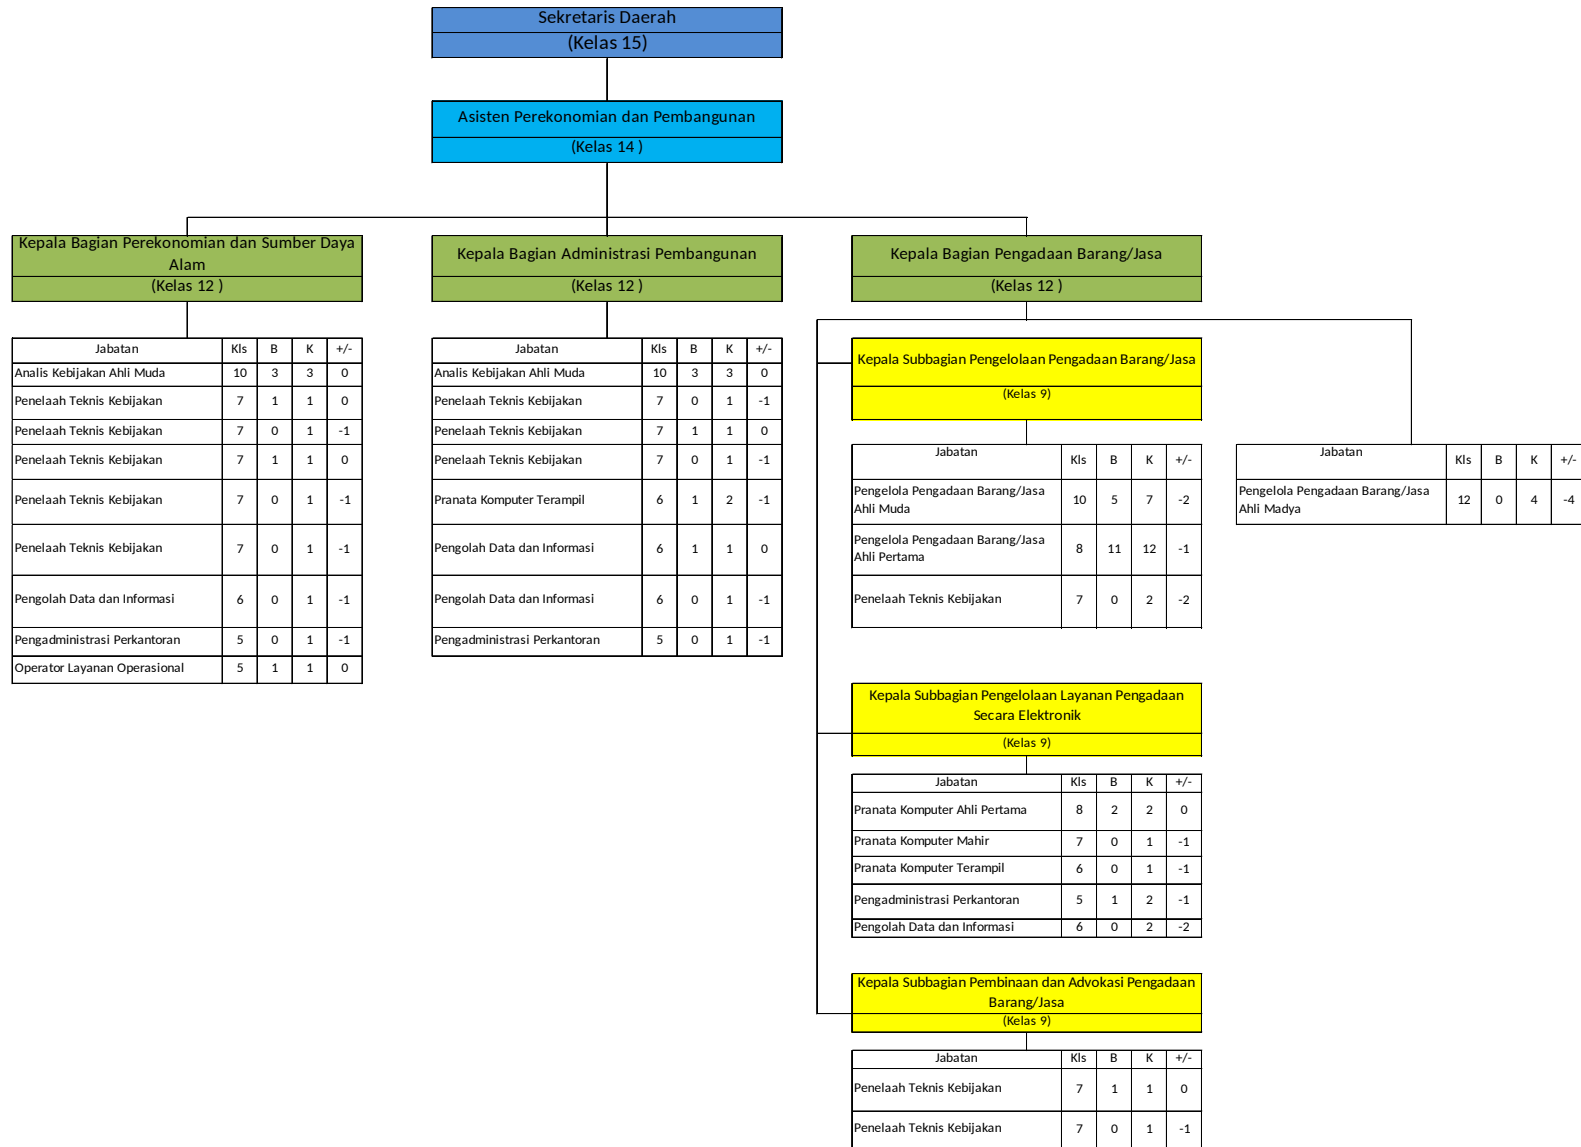 Sekretaris Daerah
(Kelas 15)
Asisten Perekonomian dan Pembangunan
(Kelas 14 )
Kepala Bagian Perekonomian dan Sumber Daya
Alam
(Kelas 12 )
Jabatan Kls B K +/-
Analis Kebijakan Ahli Muda 10 3 3 0
Penelaah Teknis Kebijakan 7 1 1 0
Penelaah Teknis Kebijakan 7 0 1 -1
Penelaah Teknis Kebijakan 7 1 1 0
Penelaah Teknis Kebijakan 7 0 1 -1
Penelaah Teknis Kebijakan 7 0 1 -1
Pengolah Data dan Informasi 6 0 1 -1
Pengadministrasi Perkantoran 5 0 1 -1
Operator Layanan Operasional 5 1 1 0
Kepala Bagian Administrasi Pembangunan
(Kelas 12 )
Jabatan Kls B K +/-
Analis Kebijakan Ahli Muda 10 3 3 0
Penelaah Teknis Kebijakan 7 0 1 -1
Penelaah Teknis Kebijakan 7 1 1 0
Penelaah Teknis Kebijakan 7 0 1 -1
Pranata Komputer Terampil 6 1 2 -1
Pengolah Data dan Informasi 6 1 1 0
Pengolah Data dan Informasi 6 0 1 -1
Pengadministrasi Perkantoran 5 0 1 -1
Kepala Bagian Pengadaan Barang/Jasa
(Kelas 12 )
Kepala Subbagian Pengelolaan Pengadaan Barang/Jasa
(Kelas 9)
Jabatan Kls B K +/-
Pengelola Pengadaan Barang/Jasa
Ahli Muda 10 5 7 -2
Pengelola Pengadaan Barang/Jasa
Ahli Pertama 8 11 12 -1
Penelaah Teknis Kebijakan 7 0 2 -2
Jabatan Kls B K +/-
Pengelola Pengadaan Barang/Jasa
Ahli Madya 12 0 4 -4
Kepala Subbagian Pengelolaan Layanan Pengadaan
Secara Elektronik
(Kelas 9)
Jabatan Kls B K +/-
Pranata Komputer Ahli Pertama 8 2 2 0
Pranata Komputer Mahir 7 0 1 -1
Pranata Komputer Terampil 6 0 1 -1
Pengadministrasi Perkantoran 5 1 2 -1
Pengolah Data dan Informasi 6 0 2 -2
Kepala Subbagian Pembinaan dan Advokasi Pengadaan
Barang/Jasa
(Kelas 9)
Jabatan Kls B K +/-
Penelaah Teknis Kebijakan 7 1 1 0
Penelaah Teknis Kebijakan 7 0 1 -1